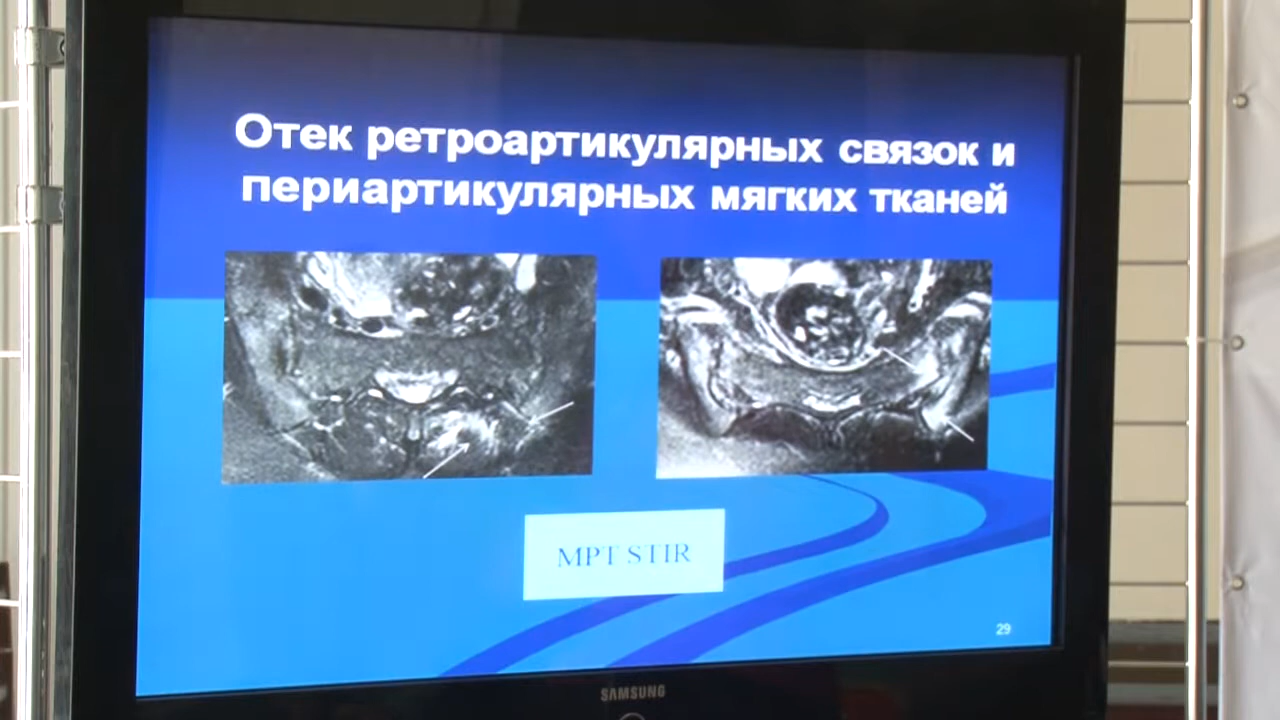 Отек ретроартикулярных связок и
периартикулярных мягких тканей
МРТ STIR
29
SAMSUNG